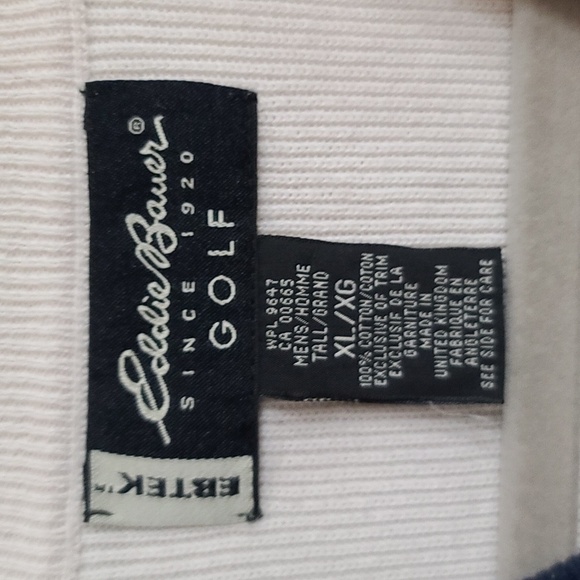 Eddie Bauer®
SINCE 1920
GOLF
EBTEK™
WPL 9647
CA 00665
MENS/HOMME
TALL/GRAND
XL/XG
100% COTTON/COTON
EXCLUSIVE OF TRIM
EXCLUSIF DE LA
GARNITURE
MADE IN
UNITED KINGDOM
FABRIQUE EN
ANGLETERRE
SEE SIDE FOR CARE